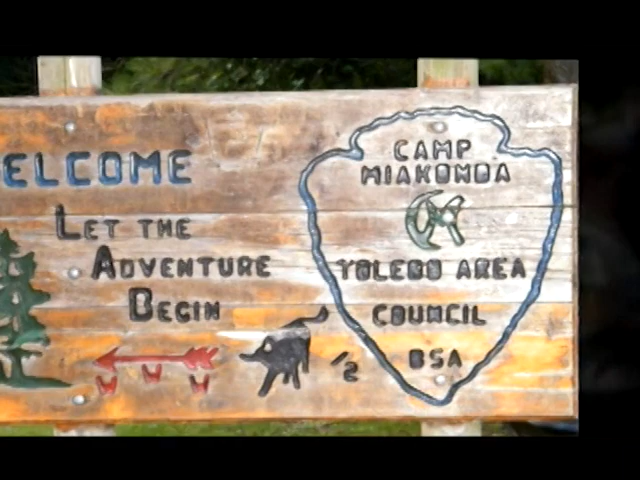 ELCOME
LET THE
ADVENTURE
BEGIN
1/2
CAMP
MIAKONDA
TOLEDO AREA
COUNCIL
BSA